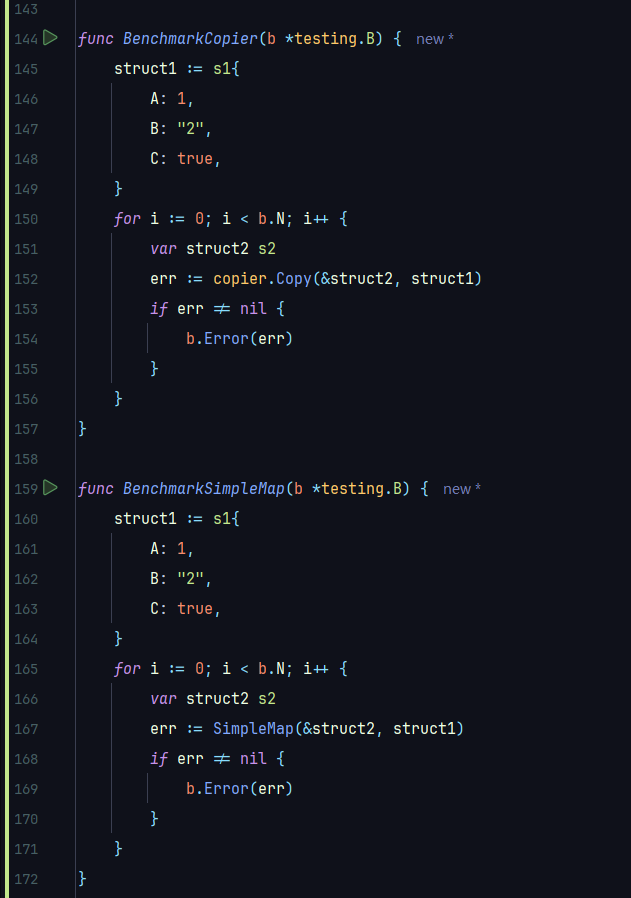 143
144 func BenchmarkCopier(b *testing.B) { new *
145 struct1 := s1{
146 A: 1,
147 B: "2",
148 C: true,
149 }
150 for i := 0; i < b.N; i++ {
151 var struct2 s2
152 err := copier.Copy(&struct2, struct1)
153 if err != nil {
154 b.Error(err)
155 }
156 }
157 }
158
159 func BenchmarkSimpleMap(b *testing.B) { new *
160 struct1 := s1{
161 A: 1,
162 B: "2",
163 C: true,
164 }
165 for i := 0; i < b.N; i++ {
166 var struct2 s2
167 err := SimpleMap(&struct2, struct1)
168 if err != nil {
169 b.Error(err)
170 }
171 }
172 }